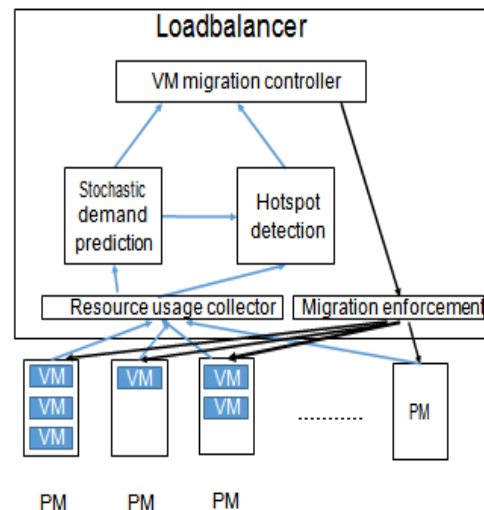 Loadbalancer
VM migration controller
Stochastic
demand
prediction
Hotspot
detection
Resource usage collector
Migration enforcement
VM
VM
VM
VM
VM
VM
............
PM
PM
PM
PM